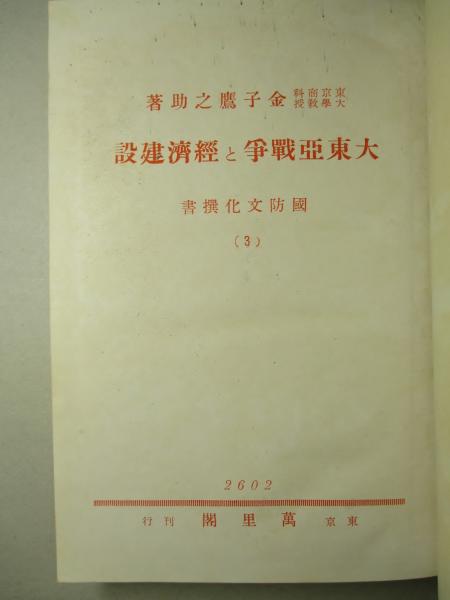 東京商科大學教授 金子鷹之助著
大東亞戰爭と經濟建設
國防文化撰書
(3)
2602
東京 萬里閣 刊行